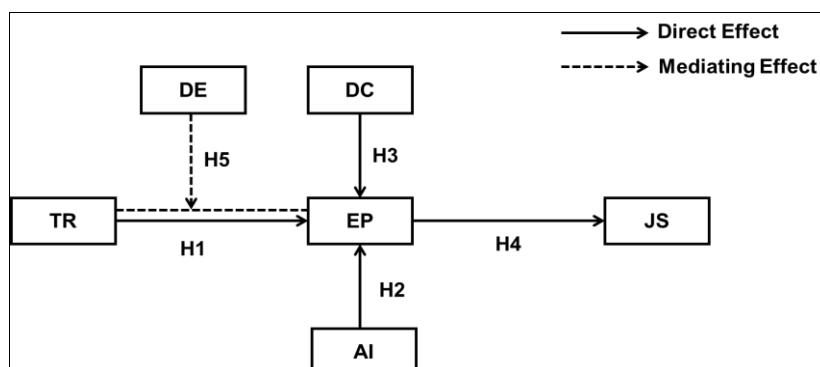 Direct Effect
Mediating Effect
DE
DC
H5
H3
TR
EP
JS
H1
H4
H2
AI